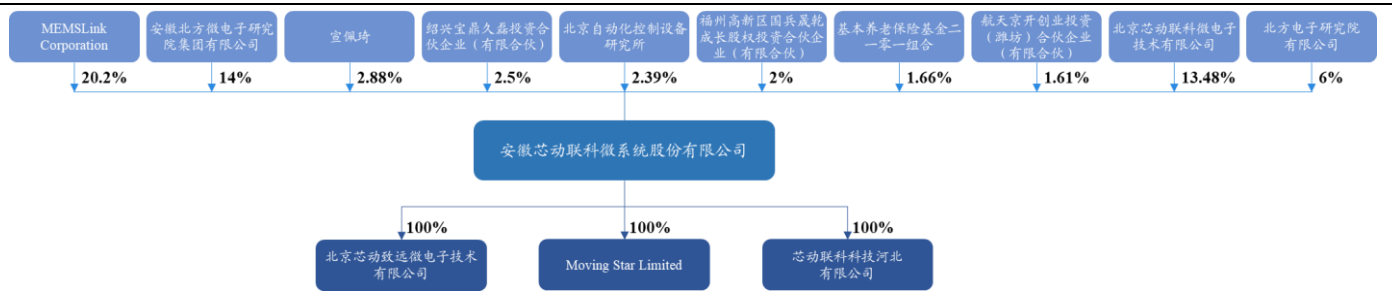 MEMSLink
Corporation
安徽北方微电子研究
院集团有限公司
宣佩琦
绍兴宝鼎久磊投资合
伙企业（有限合伙）
北京自动化控制设备
研究所
福州高新区国兵晟乾
成长股权投资合伙企
业（有限合伙）
基本养老保险基金二
一零一组合
航天京开创业投资
（潍坊）合伙企业
（有限合伙）
北京芯动联科微电子
技术有限公司
北方电子研究院
有限公司
20.2%
14%
2.88%
2.5%
2.39%
2%
1.66%
1.61%
13.48%
6%
安徽芯动联科微系统股份有限公司
100%
100%
100%
北京芯动致远微电子技术
有限公司
Moving Star Limited
芯动联科科技河北
有限公司